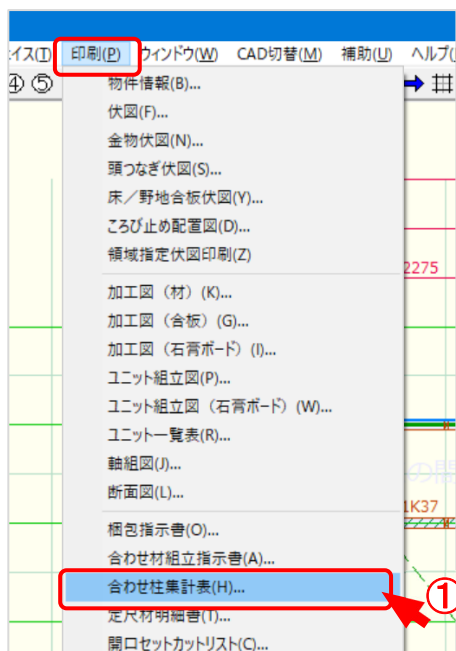 ェイス(I) 印刷(P) ウィンドウ(W) CAD切替(M) 補助(U) ヘルプ(
④ ⑤
物件情報(B)...
伏図(F)...
金物伏図(N)...
頭つなぎ伏図(S)...
床／野地合板伏図(Y)...
ころび止め配置図(D)...
領域指定伏図印刷(Z)
2275
加工図（材）(K)...
加工図（合板）(G)...
加工図（石膏ボード）(I)...
ユニット組立図(P)...
ユニット組立図（石膏ボード）(W)...
ユニット一覧表(R)...
軸組図(J)...
の開
断面図(L)...
1K37
梱包指示書(O)...
合わせ材組立指示書(A)...
合わせ柱集計表(H)...
①
定尺材明細書(T)...
開口セットカットリスト(C)...